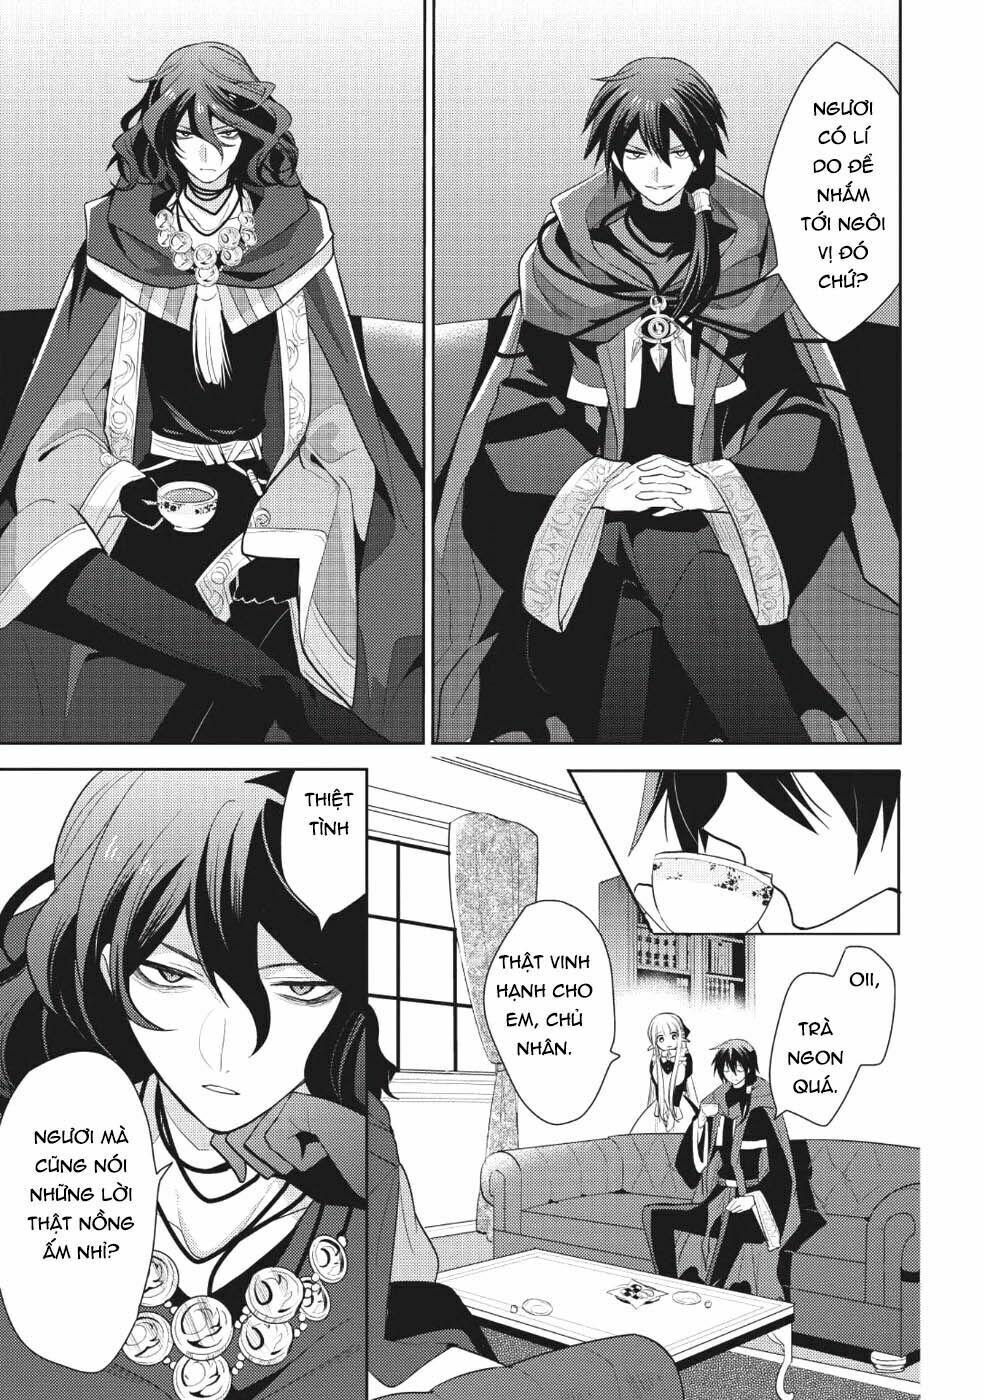 NGƯƠI
CÓ LÍ
DO ĐỂ
NHẮM
TỚI NGÔI
VỊ ĐÓ
CHỨ?
OII,
TRÀ
NGON
QUÁ.
THẬT VINH
HẠNH CHO
EM, CHỦ
NHÂN.
THIỆT
TÌNH
NGƯƠI MÀ
CŨNG NÓI
NHỮNG LỜI
THẬT NỒNG
ẤM NHỈ?